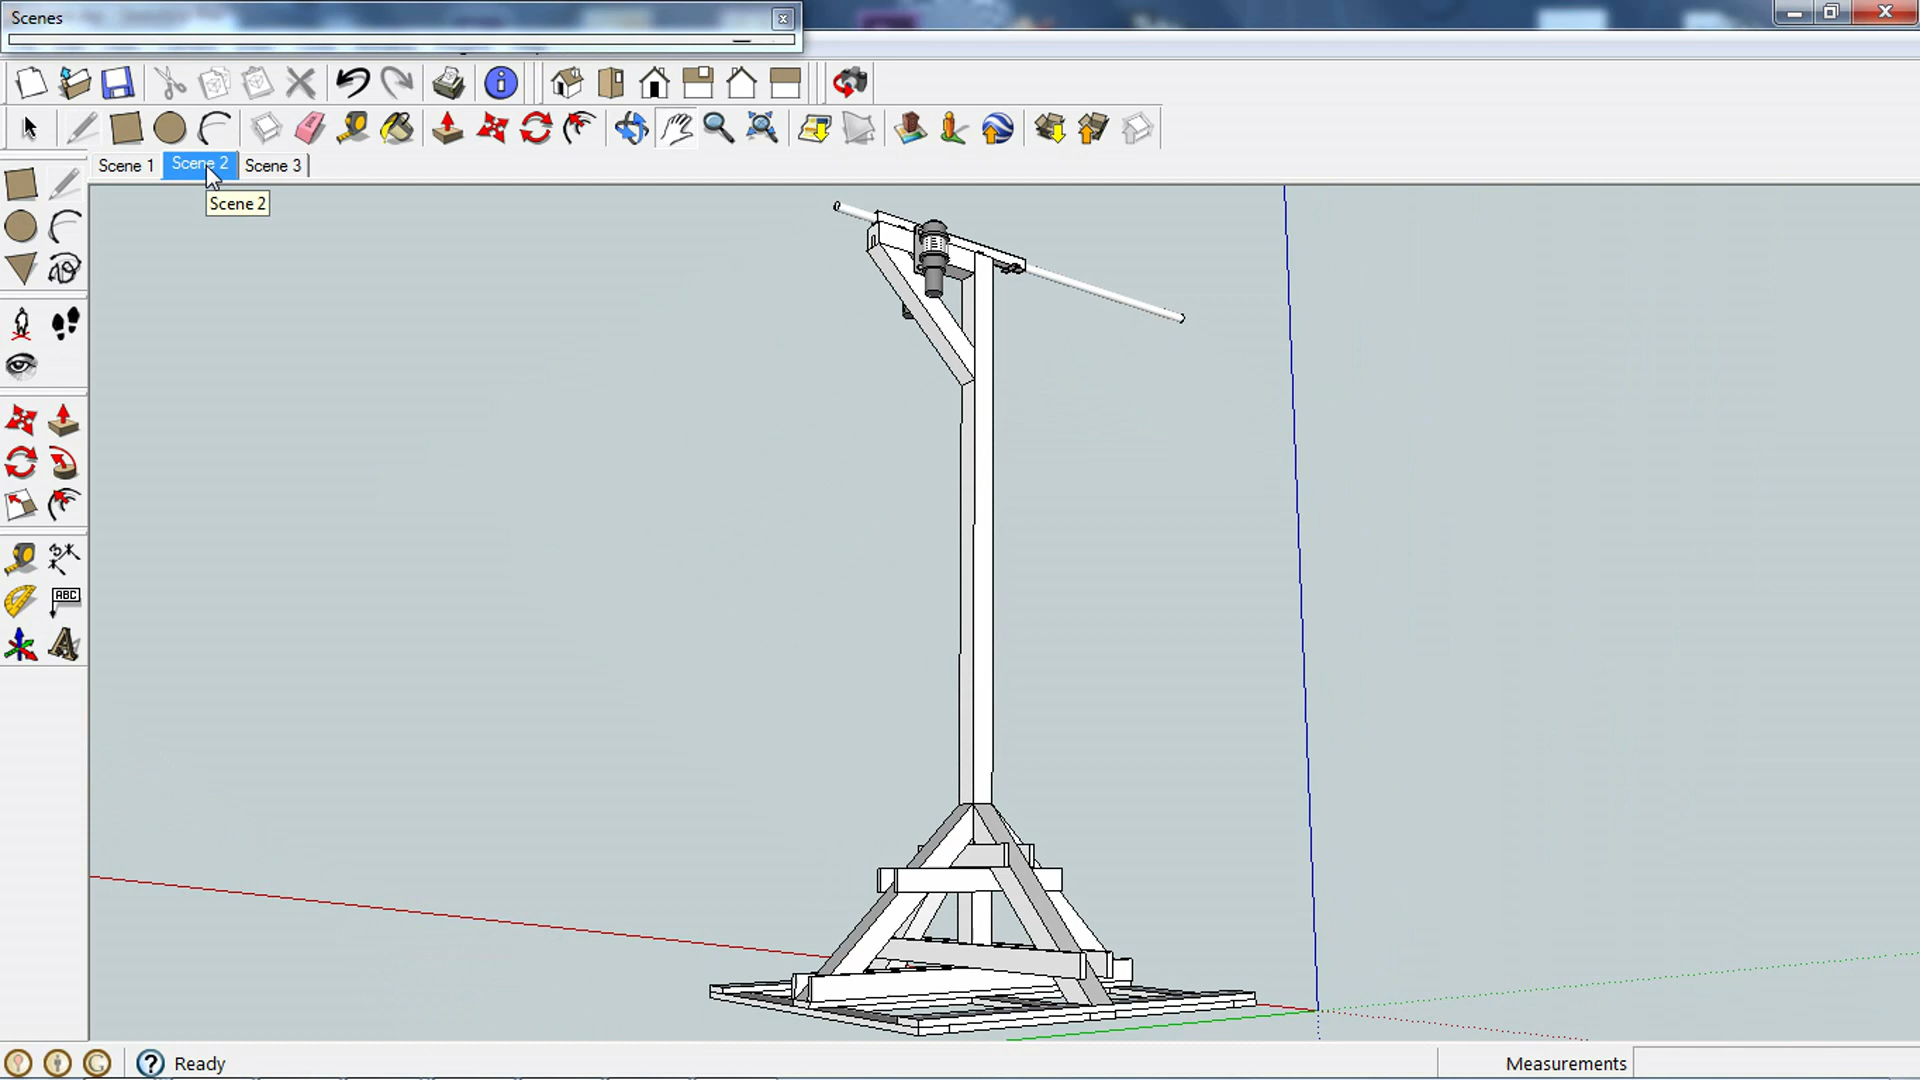 Scenes
Scene 1
Scene 2
Scene 3
Scene 2
ABC
Ready
Measurements